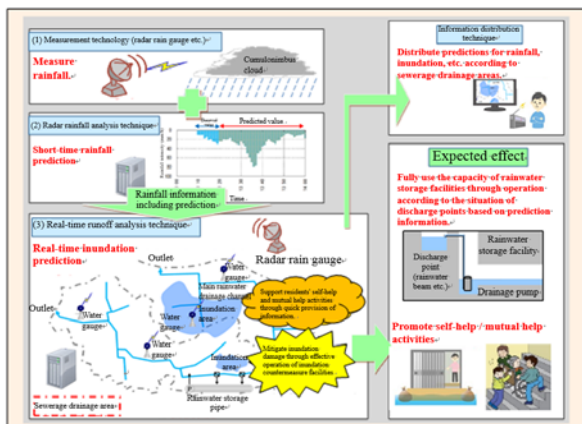 (1) Measurement technology (radar rain gauge etc.)
Measure
rainfall.
Cumulonimbus
cloud
(2) Radar rainfall analysis technique
Short-time rainfall
prediction
Predicted value
Time
Rainfall information
including prediction
(3) Real-time runoff analysis technique
Real-time inundation
prediction
Radar rain gauge
Outlet
Water
gauge
Main rainwater
drainage channel
Inundation
area
Outlet
Water
gauge
Water
gauge
Water
gauge
Inundation
area
Rainwater storage
pipe
Sewerage drainage area
Support residents' self-help
and mutual help activities
through quick provision of
information.
Mitigate inundation
damage through effective
operation of inundation
countermeasure facilities.
Information distribution
technique
Distribute predictions for rainfall,
inundation, etc. according to
sewerage drainage areas.
Expected effect
Fully use the capacity of rainwater
storage facilities through operation
according to the situation of
discharge points based on prediction
information.
Discharge
point
(rainwater
beam etc.)
Rainwater
storage facility
Drainage pump
Promote self-help / mutual help
activities